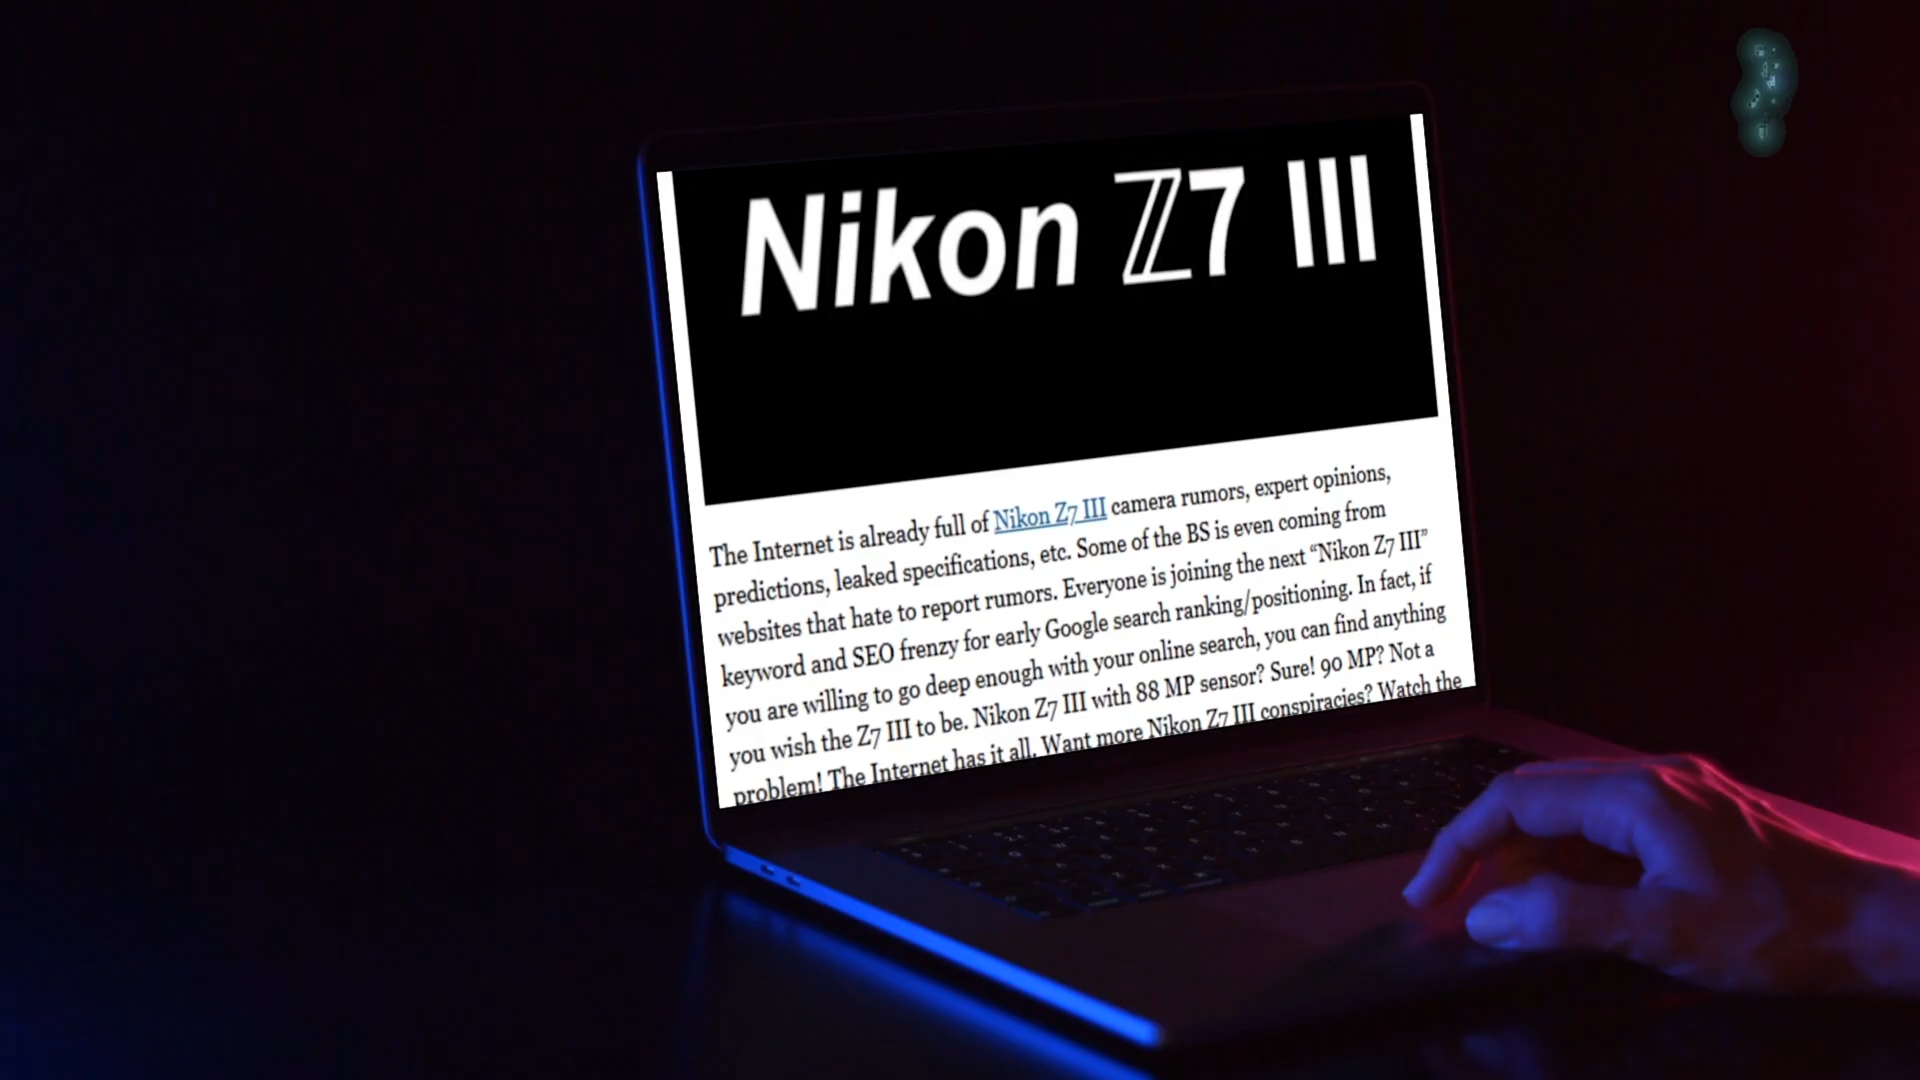 Nikon Z7 III
The Internet is already full of Nikon Z7 III camera rumors, expert opinions,
predictions, leaked specifications, etc. Some of the BS is even coming from
websites that hate to report rumors. Everyone is joining the next “Nikon Z7 III”
keyword and SEO frenzy for early Google search ranking/positioning. In fact, if
you are willing to go deep enough with your online search, you can find anything
you wish the Z7 III to be. Nikon Z7 III with 88 MP sensor? Sure! 90 MP? Not a
problem! The Internet has it all. Want more Nikon Z7 III conspiracies? Watch the